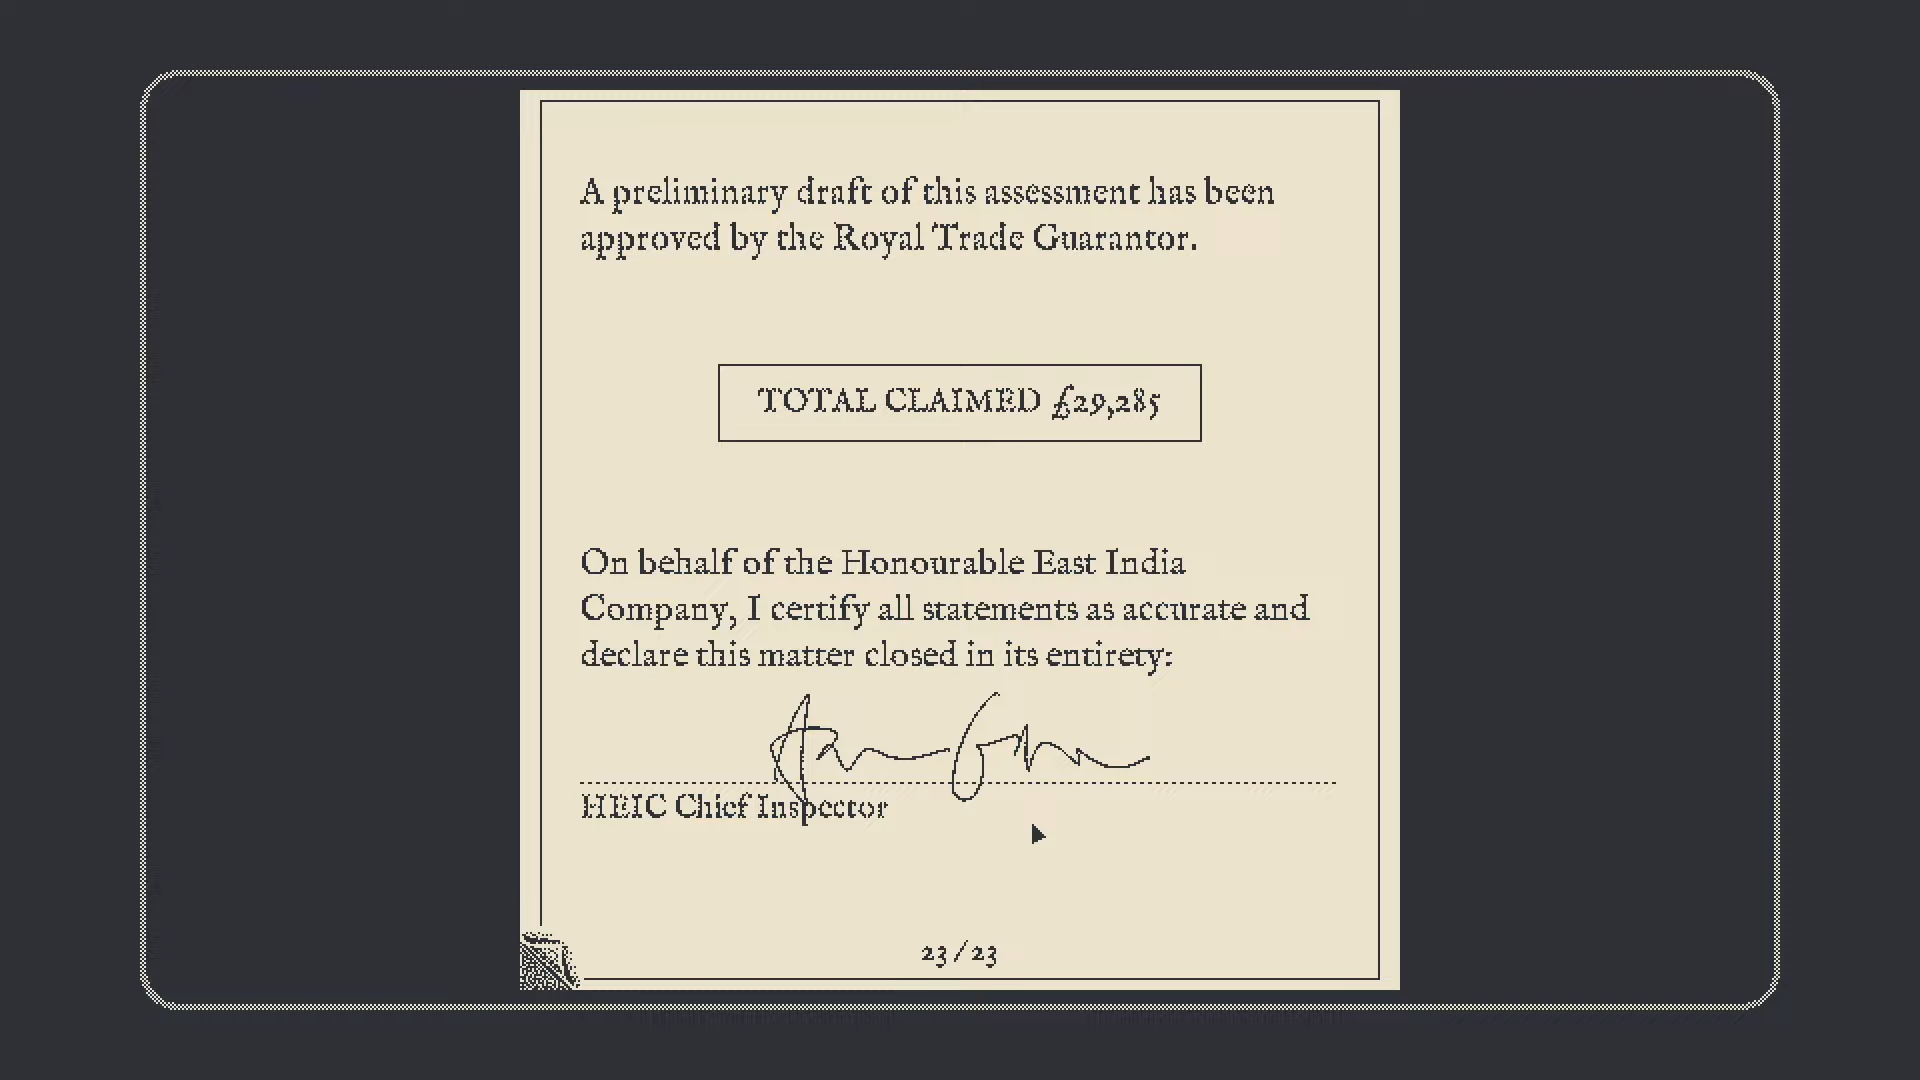 A preliminary draft of this assessment has been
approved by the Royal Trade Guarantor.
TOTAL CLAIMED £29,285
On behalf of the Honourable East India
Company, I certify all statements as accurate and
declare this matter closed in its entirety:
HEIC Chief Inspector
23/23